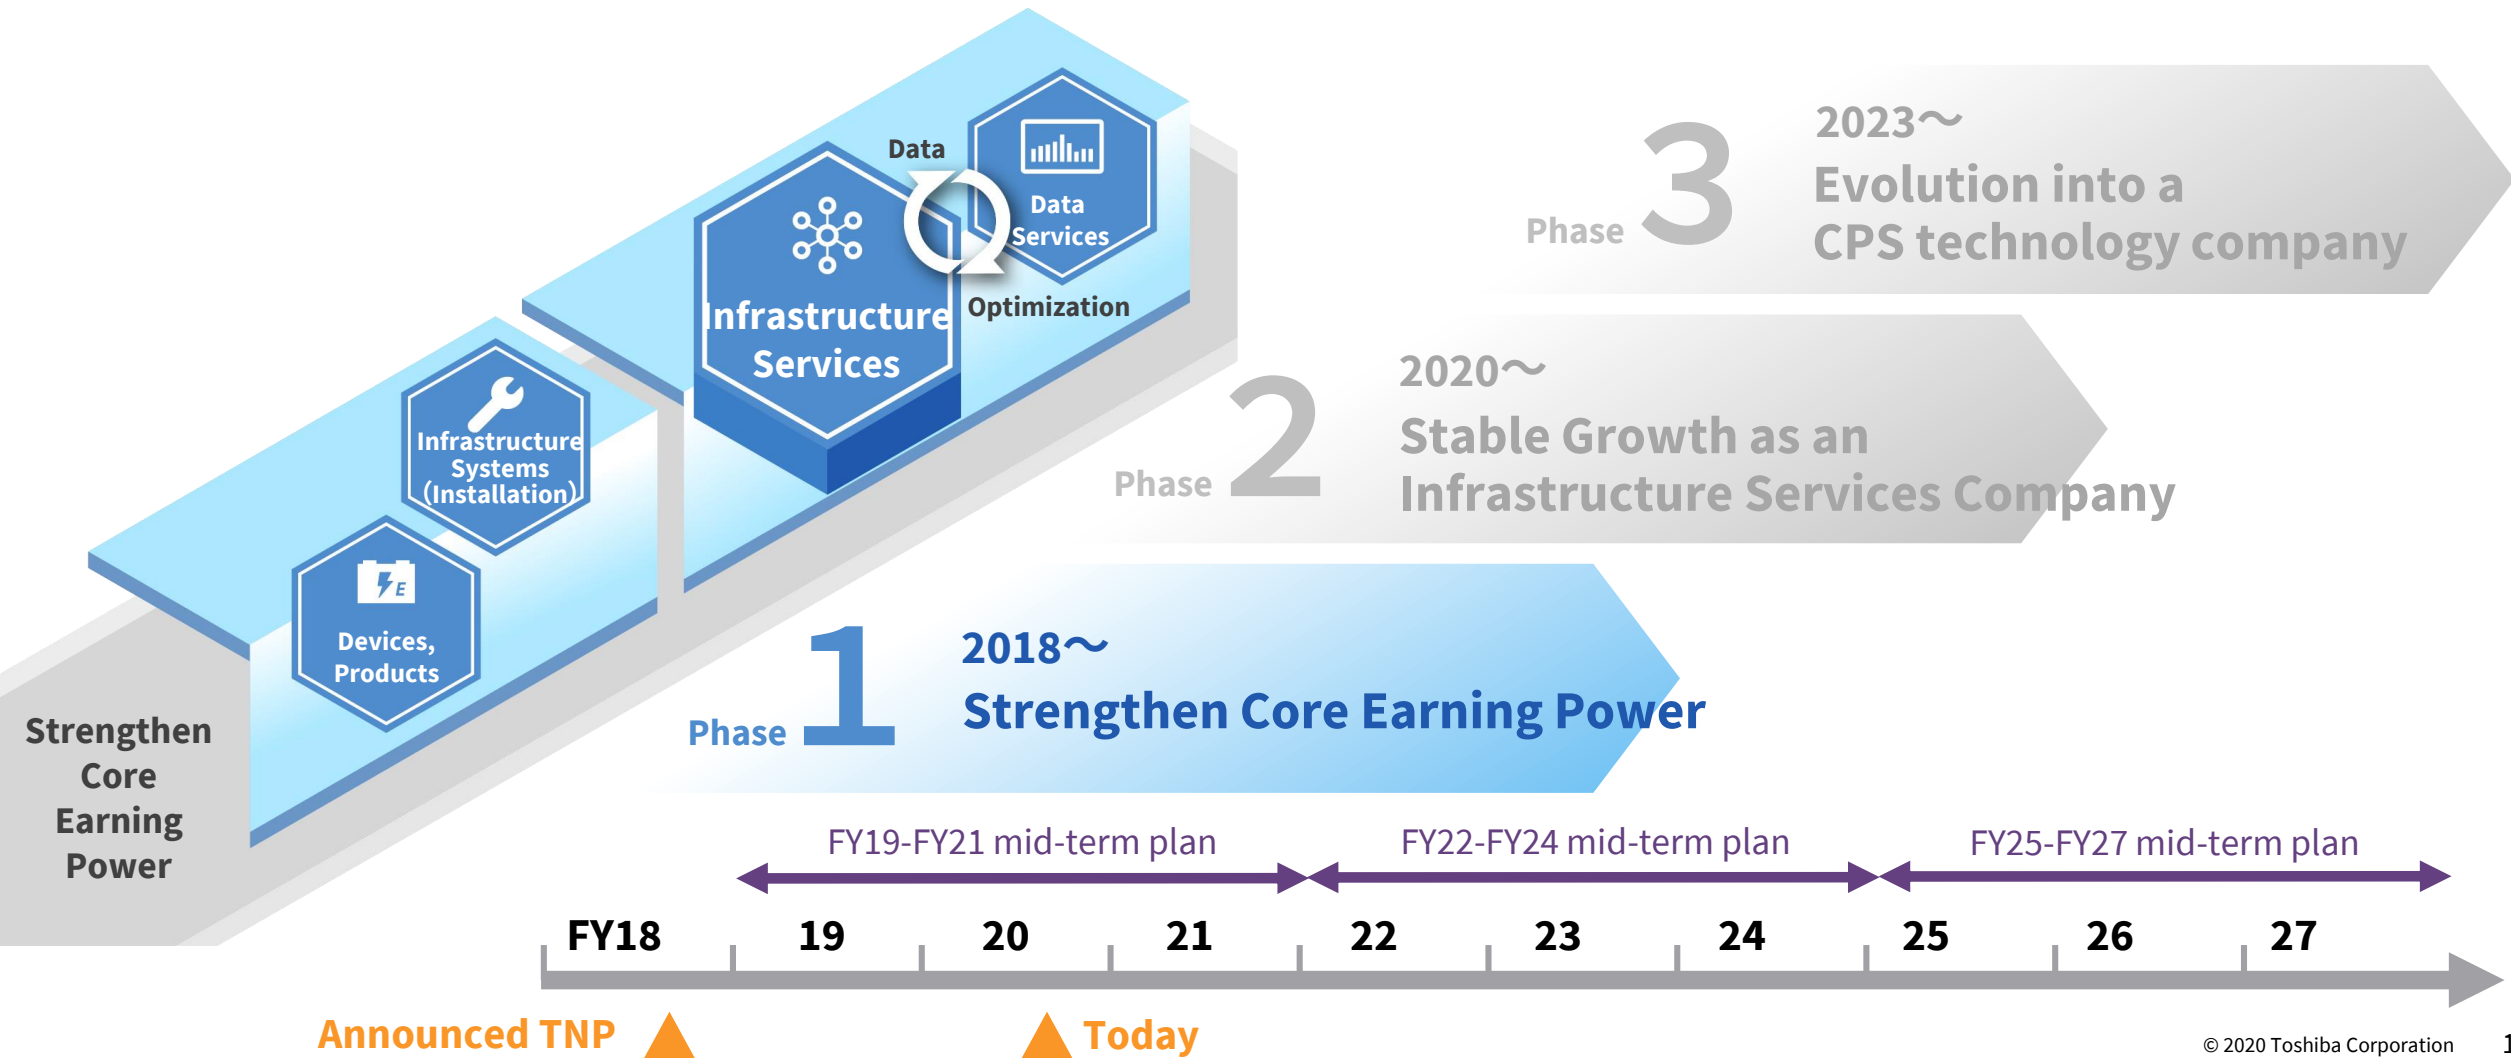 Data
Data
Services
Infrastructure
Services
Optimization
Infrastructure
Systems
(Installation)
E
Devices,
Products
Strengthen
Core
Earning
Power
Phase 3
2023～
Evolution into a
CPS technology company
Phase 2
2020～
Stable Growth as an
Infrastructure Services Company
Phase 1
2018～
Strengthen Core Earning Power
FY19-FY21 mid-term plan
FY22-FY24 mid-term plan
FY25-FY27 mid-term plan
FY18 19 20 21 22 23 24 25 26 27
Announced TNP
Today
© 2020 Toshiba Corporation